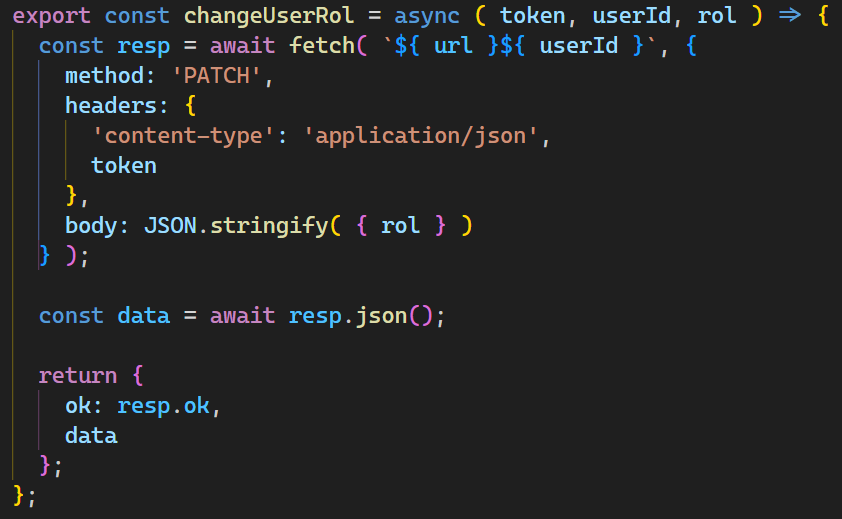 export const changeUserRol = async ( token, userId, rol ) => {
  const resp = await fetch( `${ url }${ userId }`, {
    method: 'PATCH',
    headers: {
      'content-type': 'application/json',
      token
    },
    body: JSON.stringify( { rol } )
  } );

  const data = await resp.json();

  return {
    ok: resp.ok,
    data
  };
};